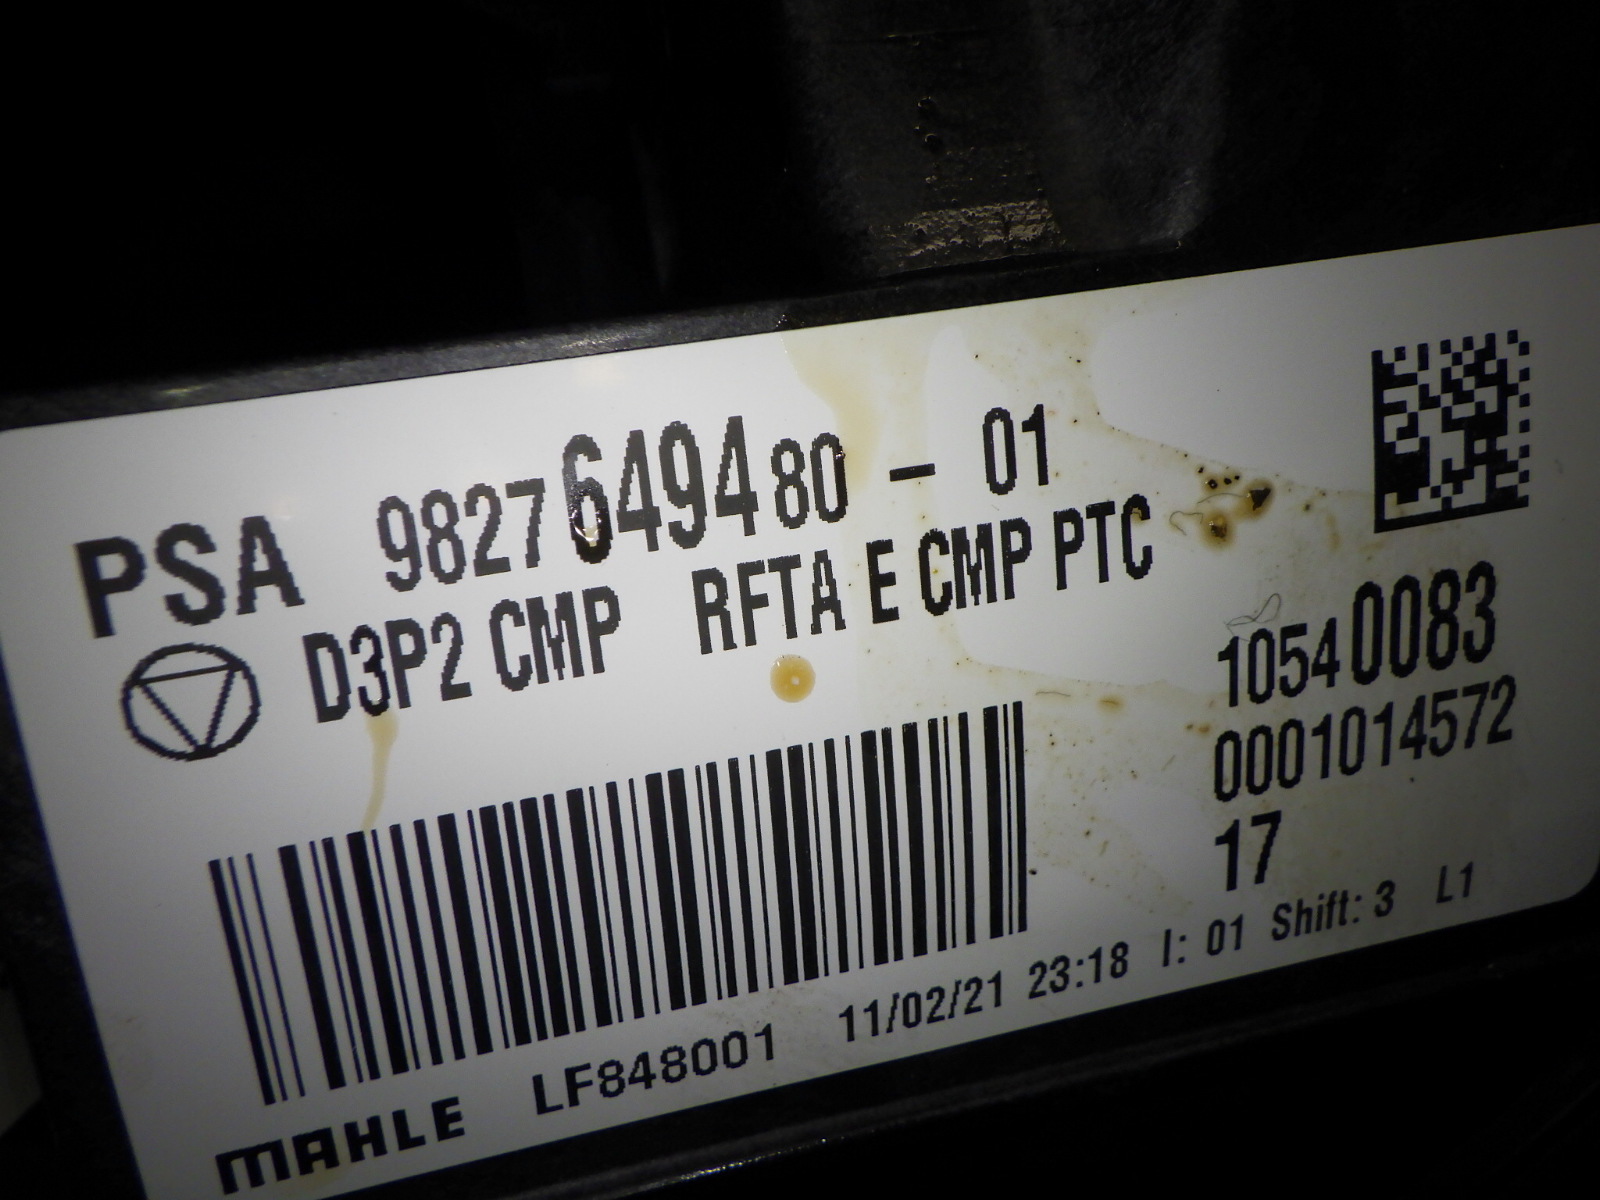 PSA 9827649480 - 01
D3P2 CMP RFTA E CMP PTC
10540083
0001014572
17
LF848001 11/02/21 23:18 I: 01 Shift: 3 L1
MAHLE